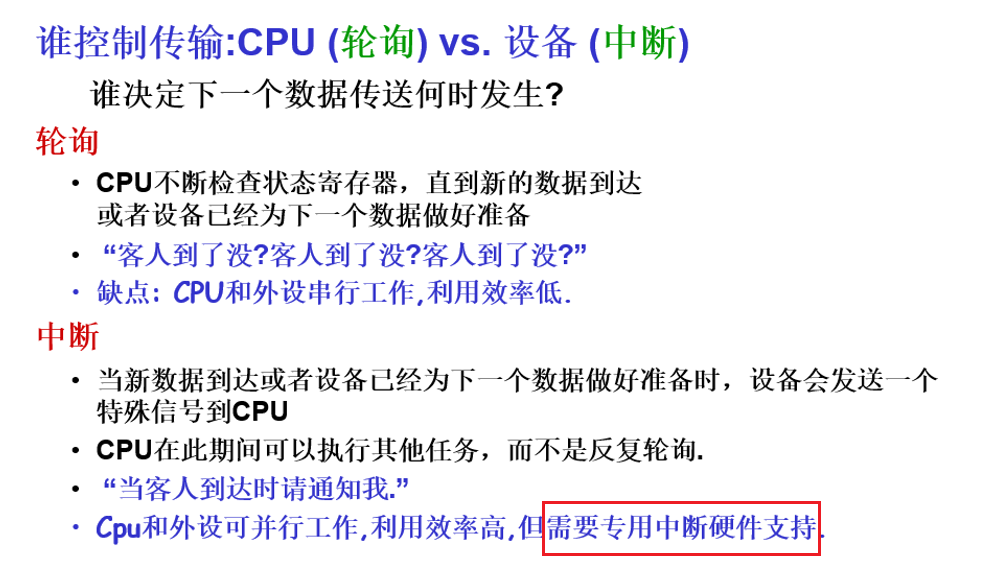 谁控制传输:CPU (轮询) vs. 设备 (中断)
谁决定下一个数据传送何时发生?
轮询
• CPU不断检查状态寄存器，直到新的数据到达
或者设备已经为下一个数据做好准备
• “客人到了没?客人到了没?客人到了没?”
• 缺点: CPU和外设串行工作,利用效率低.
中断
• 当新数据到达或者设备已经为下一个数据做好准备时，设备会发送一个
特殊信号到CPU
• CPU在此期间可以执行其他任务，而不是反复轮询.
• “当客人到达时请通知我.”
• Cpu和外设可并行工作,利用效率高,但需要专用中断硬件支持.